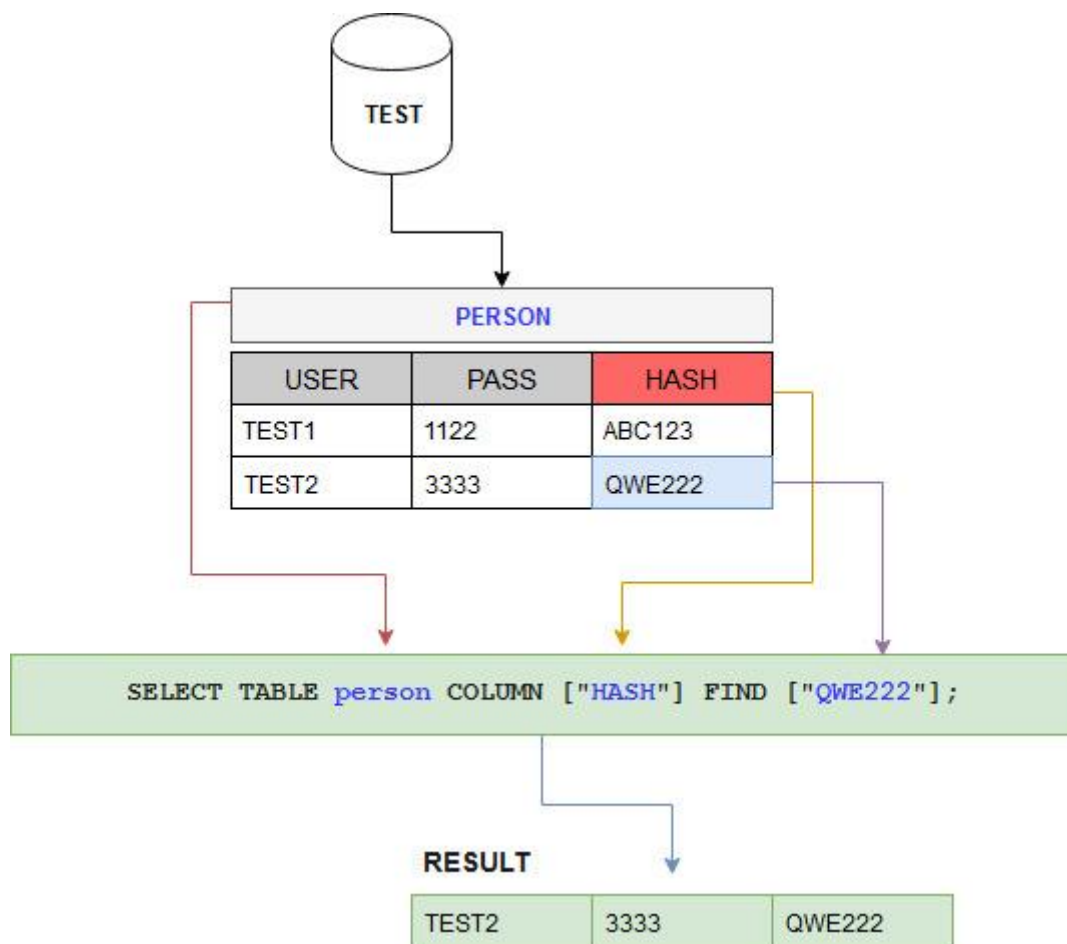 TEST
PERSON
USER PASS HASH
TEST1 1122 ABC123
TEST2 3333 QWE222
SELECT TABLE person COLUMN ["HASH"] FIND ["QWE222"];
RESULT
TEST2 3333 QWE222